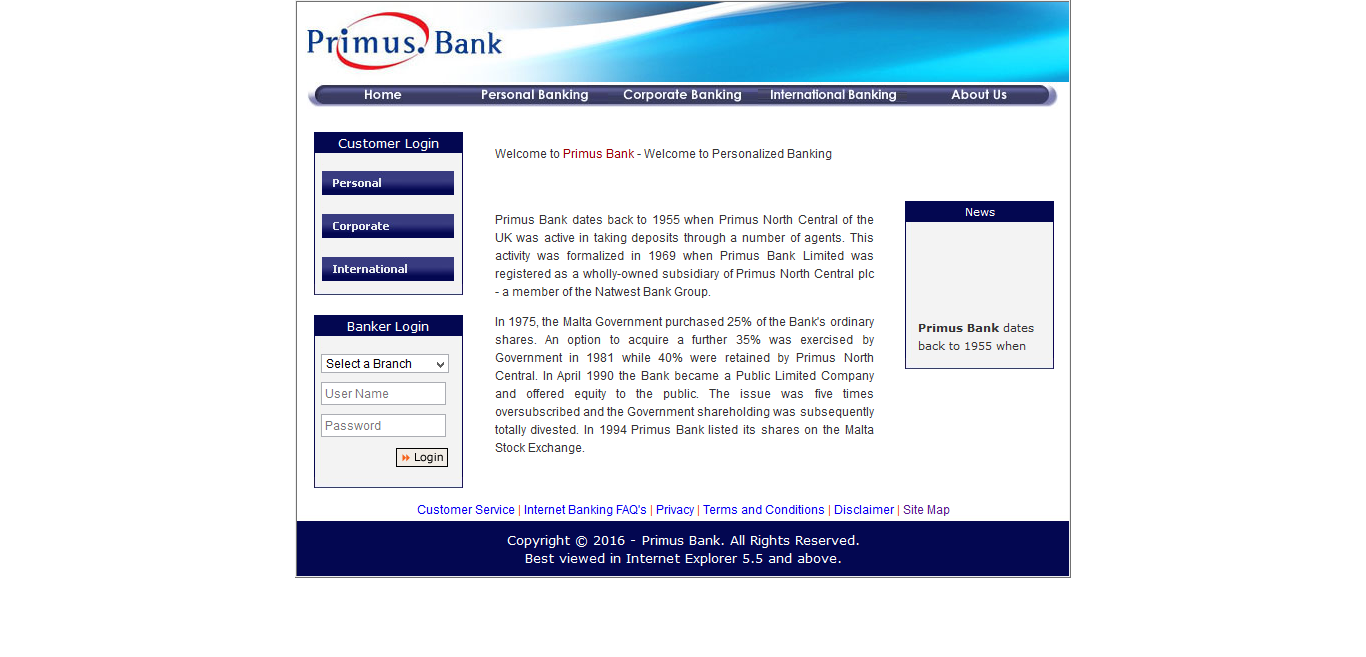 Primus. Bank
Home Personal Banking Corporate Banking International Banking About Us
Customer Login
Personal
Corporate
International
Banker Login
Select a Branch
User Name
Password
Login
Welcome to Primus Bank - Welcome to Personalized Banking
Primus Bank dates back to 1955 when Primus North Central of the
UK was active in taking deposits through a number of agents. This
activity was formalized in 1969 when Primus Bank Limited was
registered as a wholly-owned subsidiary of Primus North Central plc
- a member of the Natwest Bank Group.
In 1975, the Malta Government purchased 25% of the Bank's ordinary
shares. An option to acquire a further 35% was exercised by
Government in 1981 while 40% were retained by Primus North
Central. In April 1990 the Bank became a Public Limited Company
and offered equity to the public. The issue was five times
oversubscribed and the Government shareholding was subsequently
totally divested. In 1994 Primus Bank listed its shares on the Malta
Stock Exchange.
News
Primus Bank dates
back to 1955 when
Customer Service | Internet Banking FAQ's | Privacy | Terms and Conditions | Disclaimer | Site Map
Copyright © 2016 - Primus Bank. All Rights Reserved.
Best viewed in Internet Explorer 5.5 and above.